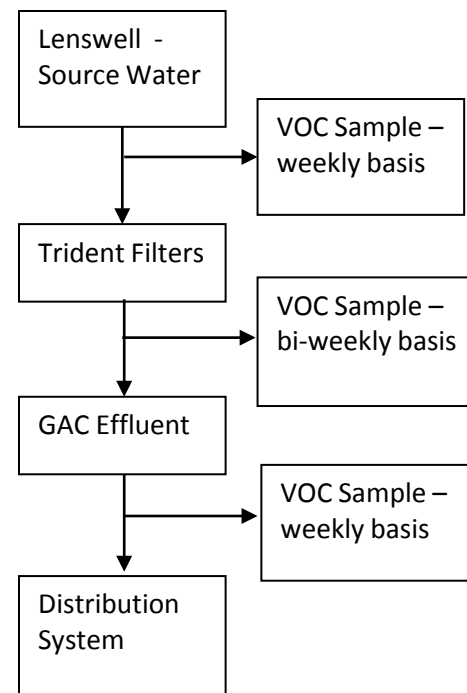 Lenswell -
Source Water
VOC Sample –
weekly basis
Trident Filters
VOC Sample –
bi-weekly basis
GAC Effluent
VOC Sample –
weekly basis
Distribution
System